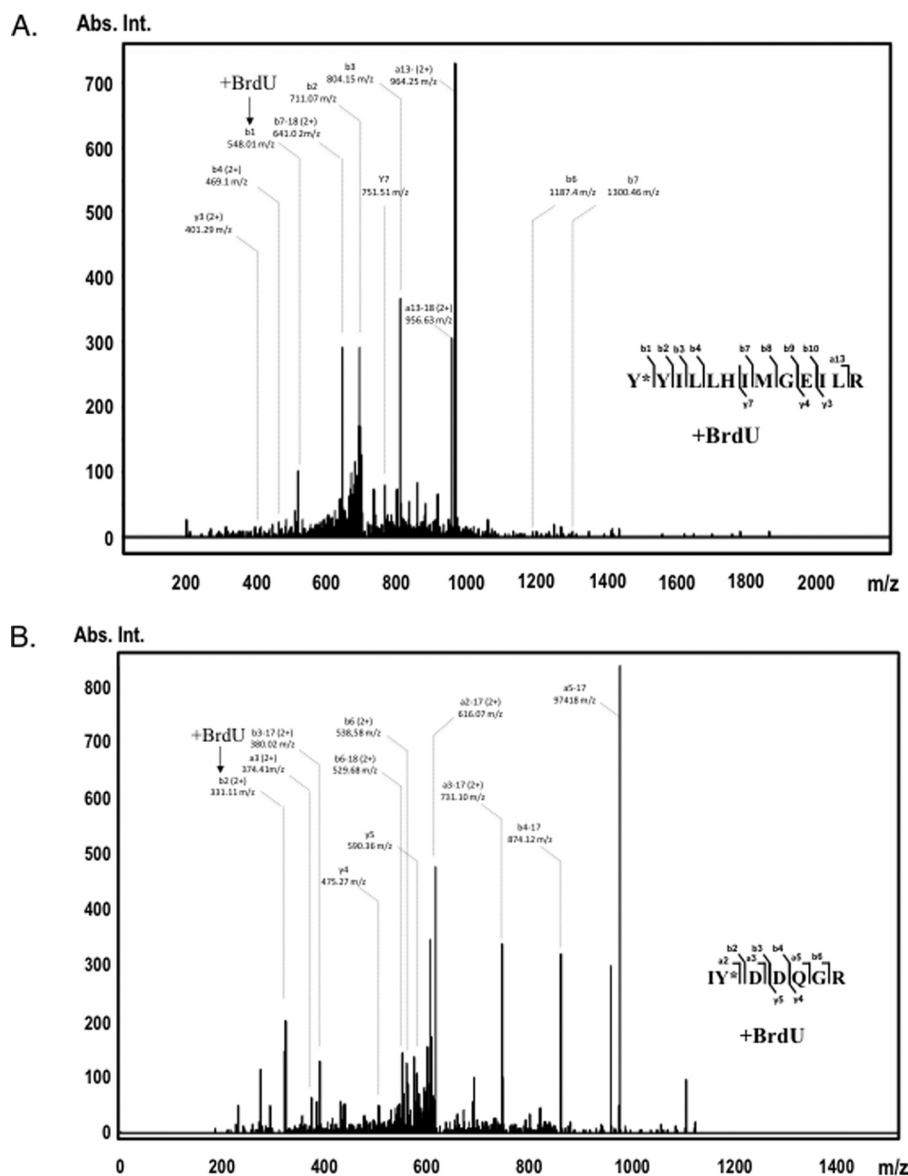 A.
Abs. Int.
700
600
500
400
300
200
100
0
+BrdU
b1
548.01m/z
b4 (2+)
469.1 m/z
y3 (2+)
401.29 m/z
b7-18 (2+)
641.02m/z
b2
711.07 m/z
b3
804.15 m/z
a13- (2+)
964.25 m/z
Y7
751.51 m/z
a13-18 (2+)
956.63 m/z
b6
1187.4 m/z
b7
1300.46 m/z
b1 b2 b3 b4 b7 b8 b9 b10 a13
Y*YILLHIMGEILR
y7 y4 y3
+BrdU
200 400 600 800 1000 1200 1400 1600 1800 2000 m/z
B.
Abs. Int.
800
700
600
500
400
300
200
100
0
+BrdU
b2 (2+)
331.11 m/z
b3-17 (2+)
380.02 m/z
a3 (2+)
374.41m/z
b6 (2+)
538.58 m/z
b6-18 (2+)
529.68 m/z
y5
590.36 m/z
y4
475.27m/z
a2-17 (2+)
616.07 m/z
a3-17 (2+)
731.10 m/z
b4-17
874.12 m/z
a5-17
97418 m/z
b2 b3 b4
a2 a3 a5 b6
IY*DDQGR
y5 y4
+BrdU
0 200 400 600 800 1000 1200 1400 m/z